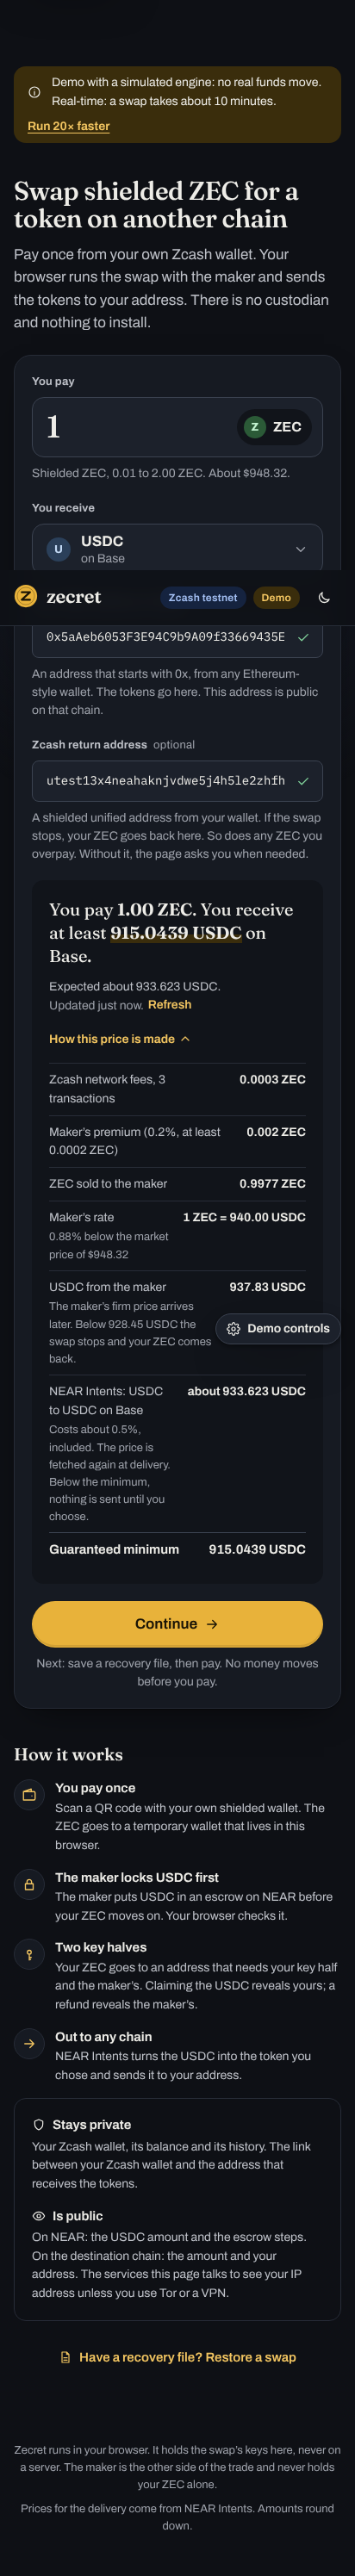 Demo with a simulated engine: no real funds move.
Real-time: a swap takes about 10 minutes.
Run 20× faster
Swap shielded ZEC for a
token on another chain
Pay once from your own Zcash wallet. Your
browser runs the swap with the maker and sends
the tokens to your address. There is no custodian
and nothing to install.
You pay
1
Z ZEC
Shielded ZEC, 0.01 to 2.00 ZEC. About $948.32.
You receive
U USDC
on Base
zecret Zcash testnet Demo
0x5aAeb6053F3E94C9b9A09f33669435E
An address that starts with 0x, from any Ethereum-
style wallet. The tokens go here. This address is public
on that chain.
Zcash return address optional
utest13x4neahaknjvdwe5j4h5le2zhfh
A shielded unified address from your wallet. If the swap
stops, your ZEC goes back here. So does any ZEC you
overpay. Without it, the page asks you when needed.
You pay 1.00 ZEC. You receive
at least 915.0439 USDC on
Base.
Expected about 933.623 USDC.
Updated just now. Refresh
How this price is made
Zcash network fees, 3 0.0003 ZEC
transactions
Maker's premium (0.2%, at least 0.002 ZEC
0.0002 ZEC)
ZEC sold to the maker 0.9977 ZEC
Maker's rate 1 ZEC = 940.00 USDC
0.88% below the market
price of $948.32
USDC from the maker 937.83 USDC
The maker's firm price arrives
later. Below 928.45 USDC the
swap stops and your ZEC comes
back.
Demo controls
NEAR Intents: USDC about 933.623 USDC
to USDC on Base
Costs about 0.5%,
included. The price is
fetched again at delivery.
Below the minimum,
nothing is sent until you
choose.
Guaranteed minimum 915.0439 USDC
Continue →
Next: save a recovery file, then pay. No money moves
before you pay.
How it works
You pay once
Scan a QR code with your own shielded wallet. The
ZEC goes to a temporary wallet that lives in this
browser.
The maker locks USDC first
The maker puts USDC in an escrow on NEAR before
your ZEC moves on. Your browser checks it.
Two key halves
Your ZEC goes to an address that needs your key half
and the maker's. Claiming the USDC reveals yours; a
refund reveals the maker's.
Out to any chain
NEAR Intents turns the USDC into the token you
chose and sends it to your address.
Stays private
Your Zcash wallet, its balance and its history. The link
between your Zcash wallet and the address that
receives the tokens.
Is public
On NEAR: the USDC amount and the escrow steps.
On the destination chain: the amount and your
address. The services this page talks to see your IP
address unless you use Tor or a VPN.
Have a recovery file? Restore a swap
Zecret runs in your browser. It holds the swap's keys here, never on
a server. The maker is the other side of the trade and never holds
your ZEC alone.
Prices for the delivery come from NEAR Intents. Amounts round
down.